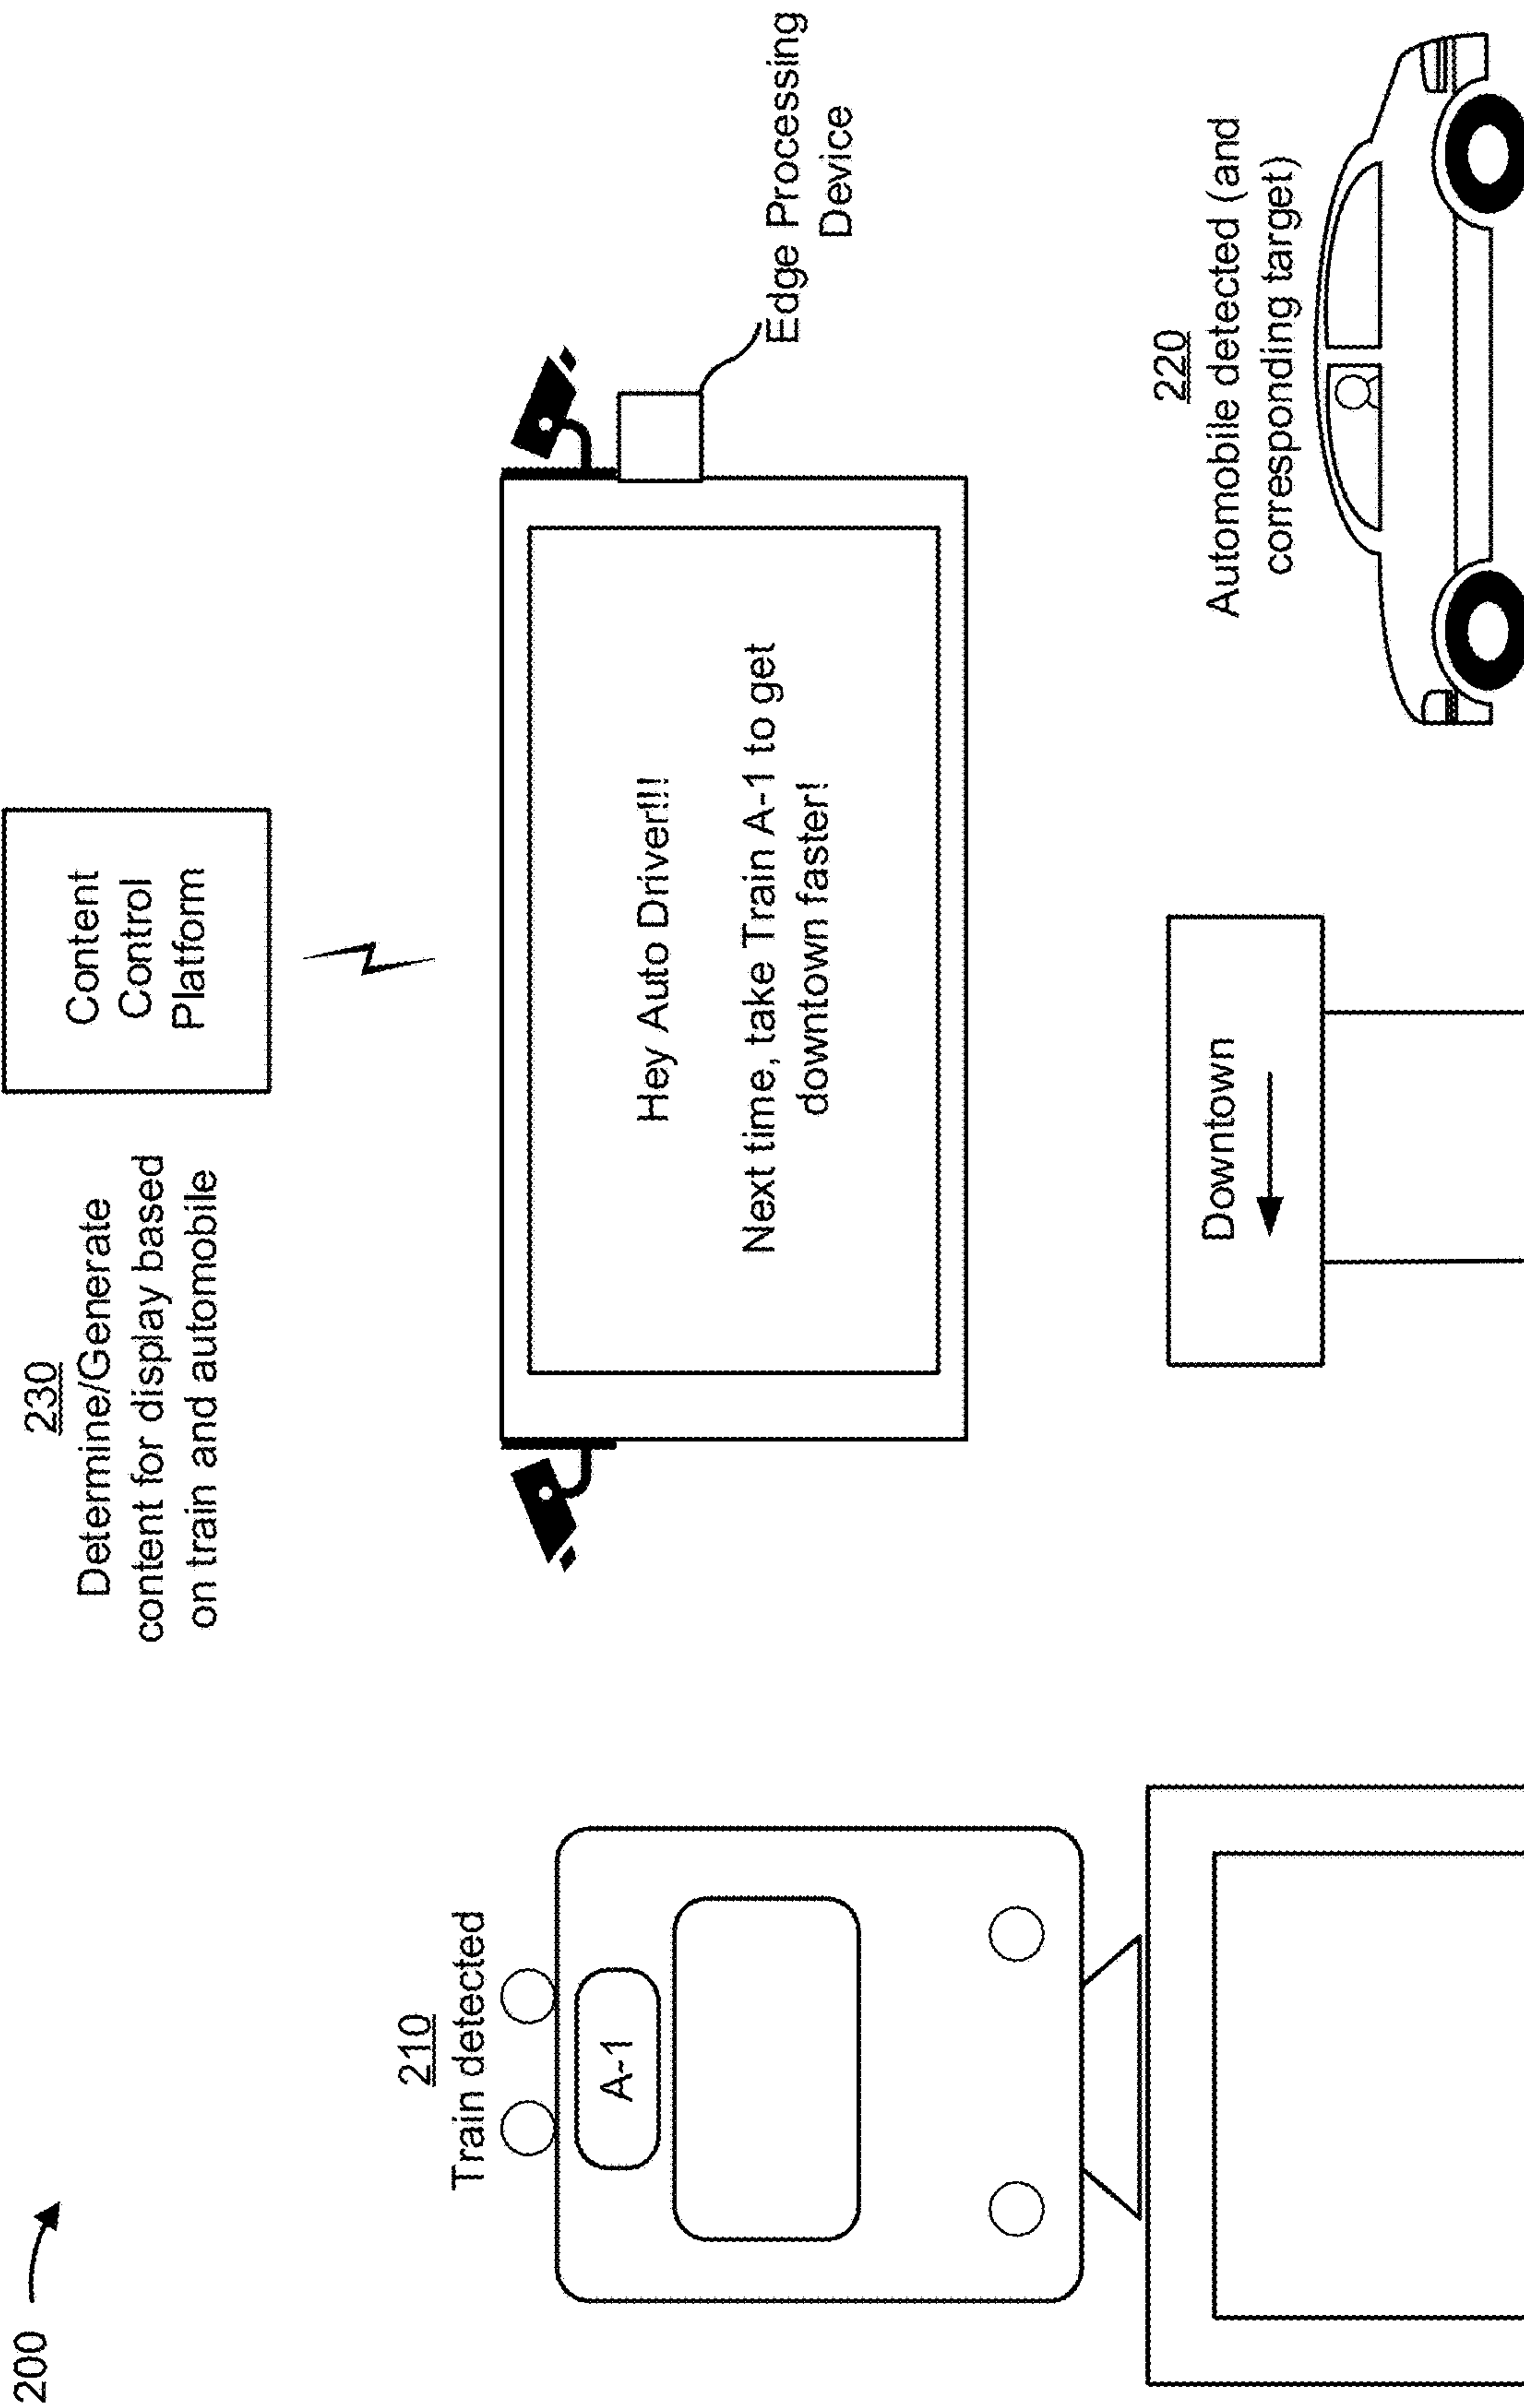 200
230
Determine/Generate
content for display based
on train and automobile
Content
Control
Platform
210
Train detected
A-1
Hey Auto Driver!!!
Next time, take Train A-1 to get
downtown faster!
Edge Processing
Device
Downtown
220
Automobile detected (and
corresponding target)